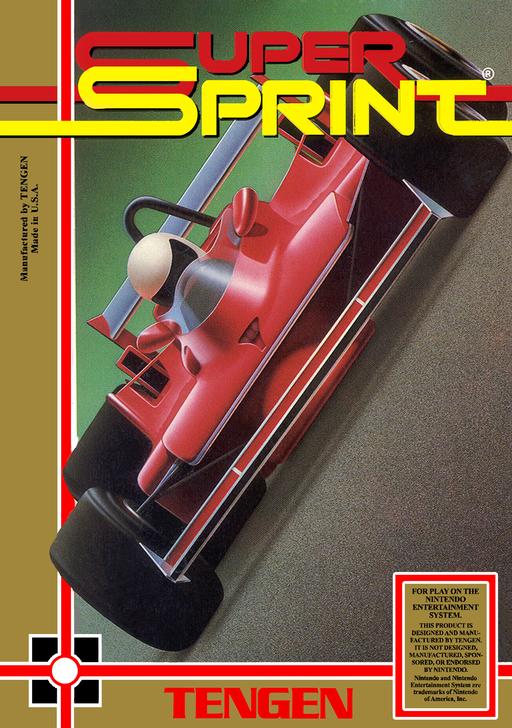 SUPER
SPRINT®
Manufactured by TENGEN
Made in U.S.A.
FOR PLAY ON THE
NINTENDO
ENTERTAINMENT
SYSTEM.
THIS PRODUCT IS
DESIGNED AND MANU-
FACTURED BY TENGEN.
IT IS NOT DESIGNED,
MANUFACTURED, SPON-
SORED, OR ENDORSED
BY NINTENDO.
Nintendo and Nintendo
Entertainment System are
trademarks of Nintendo
of America, Inc.
TENGEN